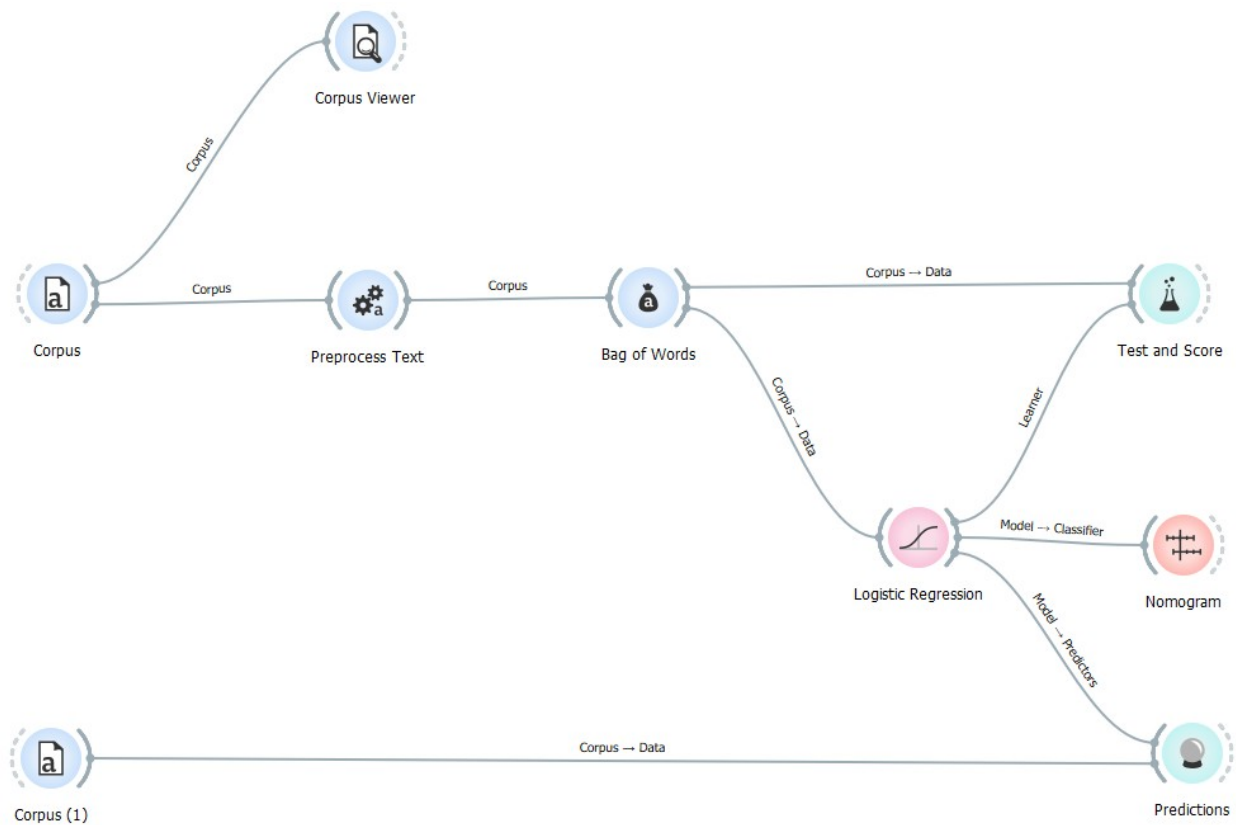 Corpus Viewer
Corpus
Corpus
Corpus
Corpus → Data
Corpus
Preprocess Text
Bag of Words
Test and Score
Corpus → Data
Learner
Model → Classifier
Logistic Regression
Nomogram
Model → Predictors
Corpus → Data
Corpus (1)
Predictions